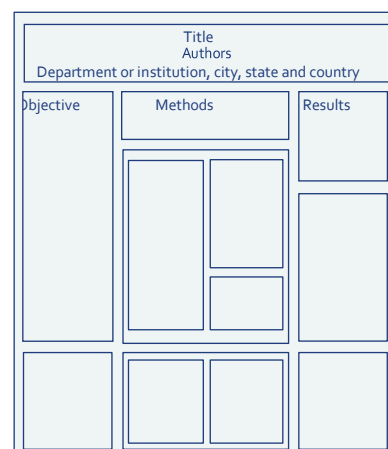 Title
Authors
Department or institution, city, state and country
Objective Methods Results